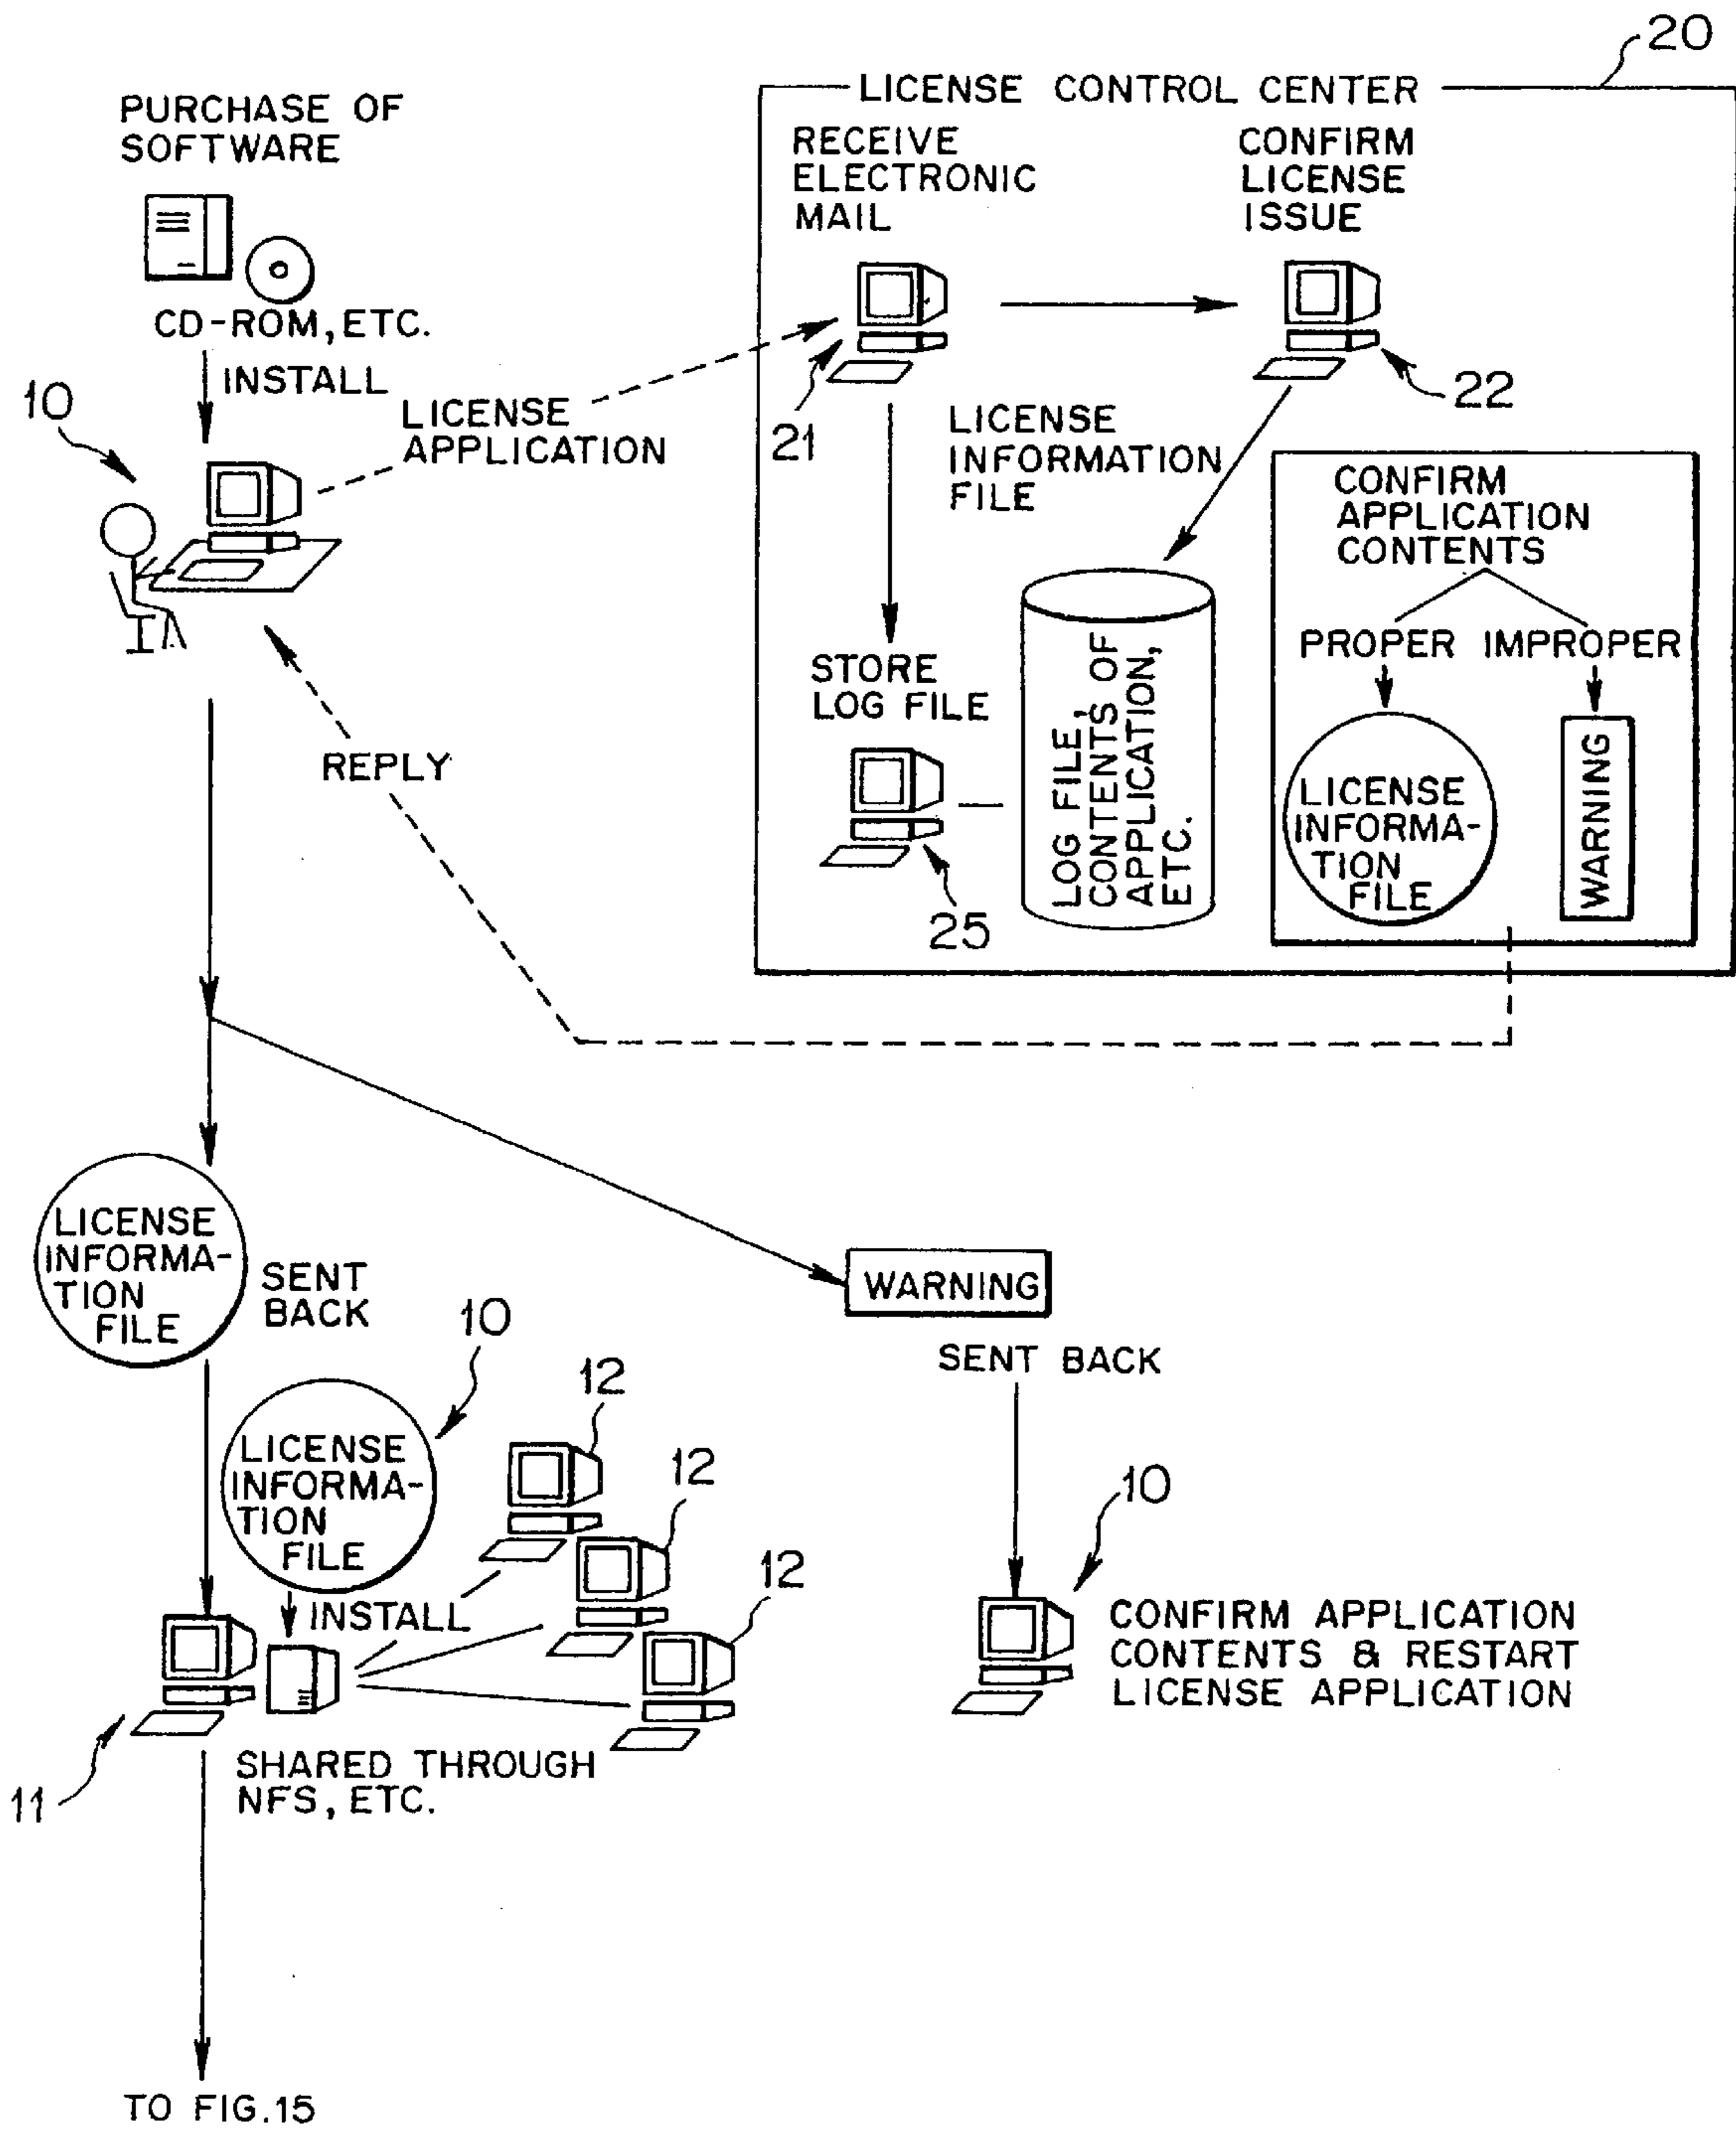 20
LICENSE CONTROL CENTER
PURCHASE OF
SOFTWARE
CD-ROM, ETC.
INSTALL
10
LICENSE
APPLICATION
RECEIVE
ELECTRONIC
MAIL
CONFIRM
LICENSE
ISSUE
21
22
LICENSE
INFORMATION
FILE
STORE
LOG FILE
25
LOG FILE,
CONTENTS OF
APPLICATION,
ETC.
CONFIRM
APPLICATION
CONTENTS
PROPER
IMPROPER
LICENSE
INFORMA-
TION
FILE
WARNING
REPLY
LICENSE
INFORMA-
TION
FILE
SENT
BACK
WARNING
SENT BACK
10
LICENSE
INFORMA-
TION
FILE
INSTALL
12
12
12
11
SHARED THROUGH
NFS, ETC.
10
CONFIRM APPLICATION
CONTENTS & RESTART
LICENSE APPLICATION
TO FIG.15